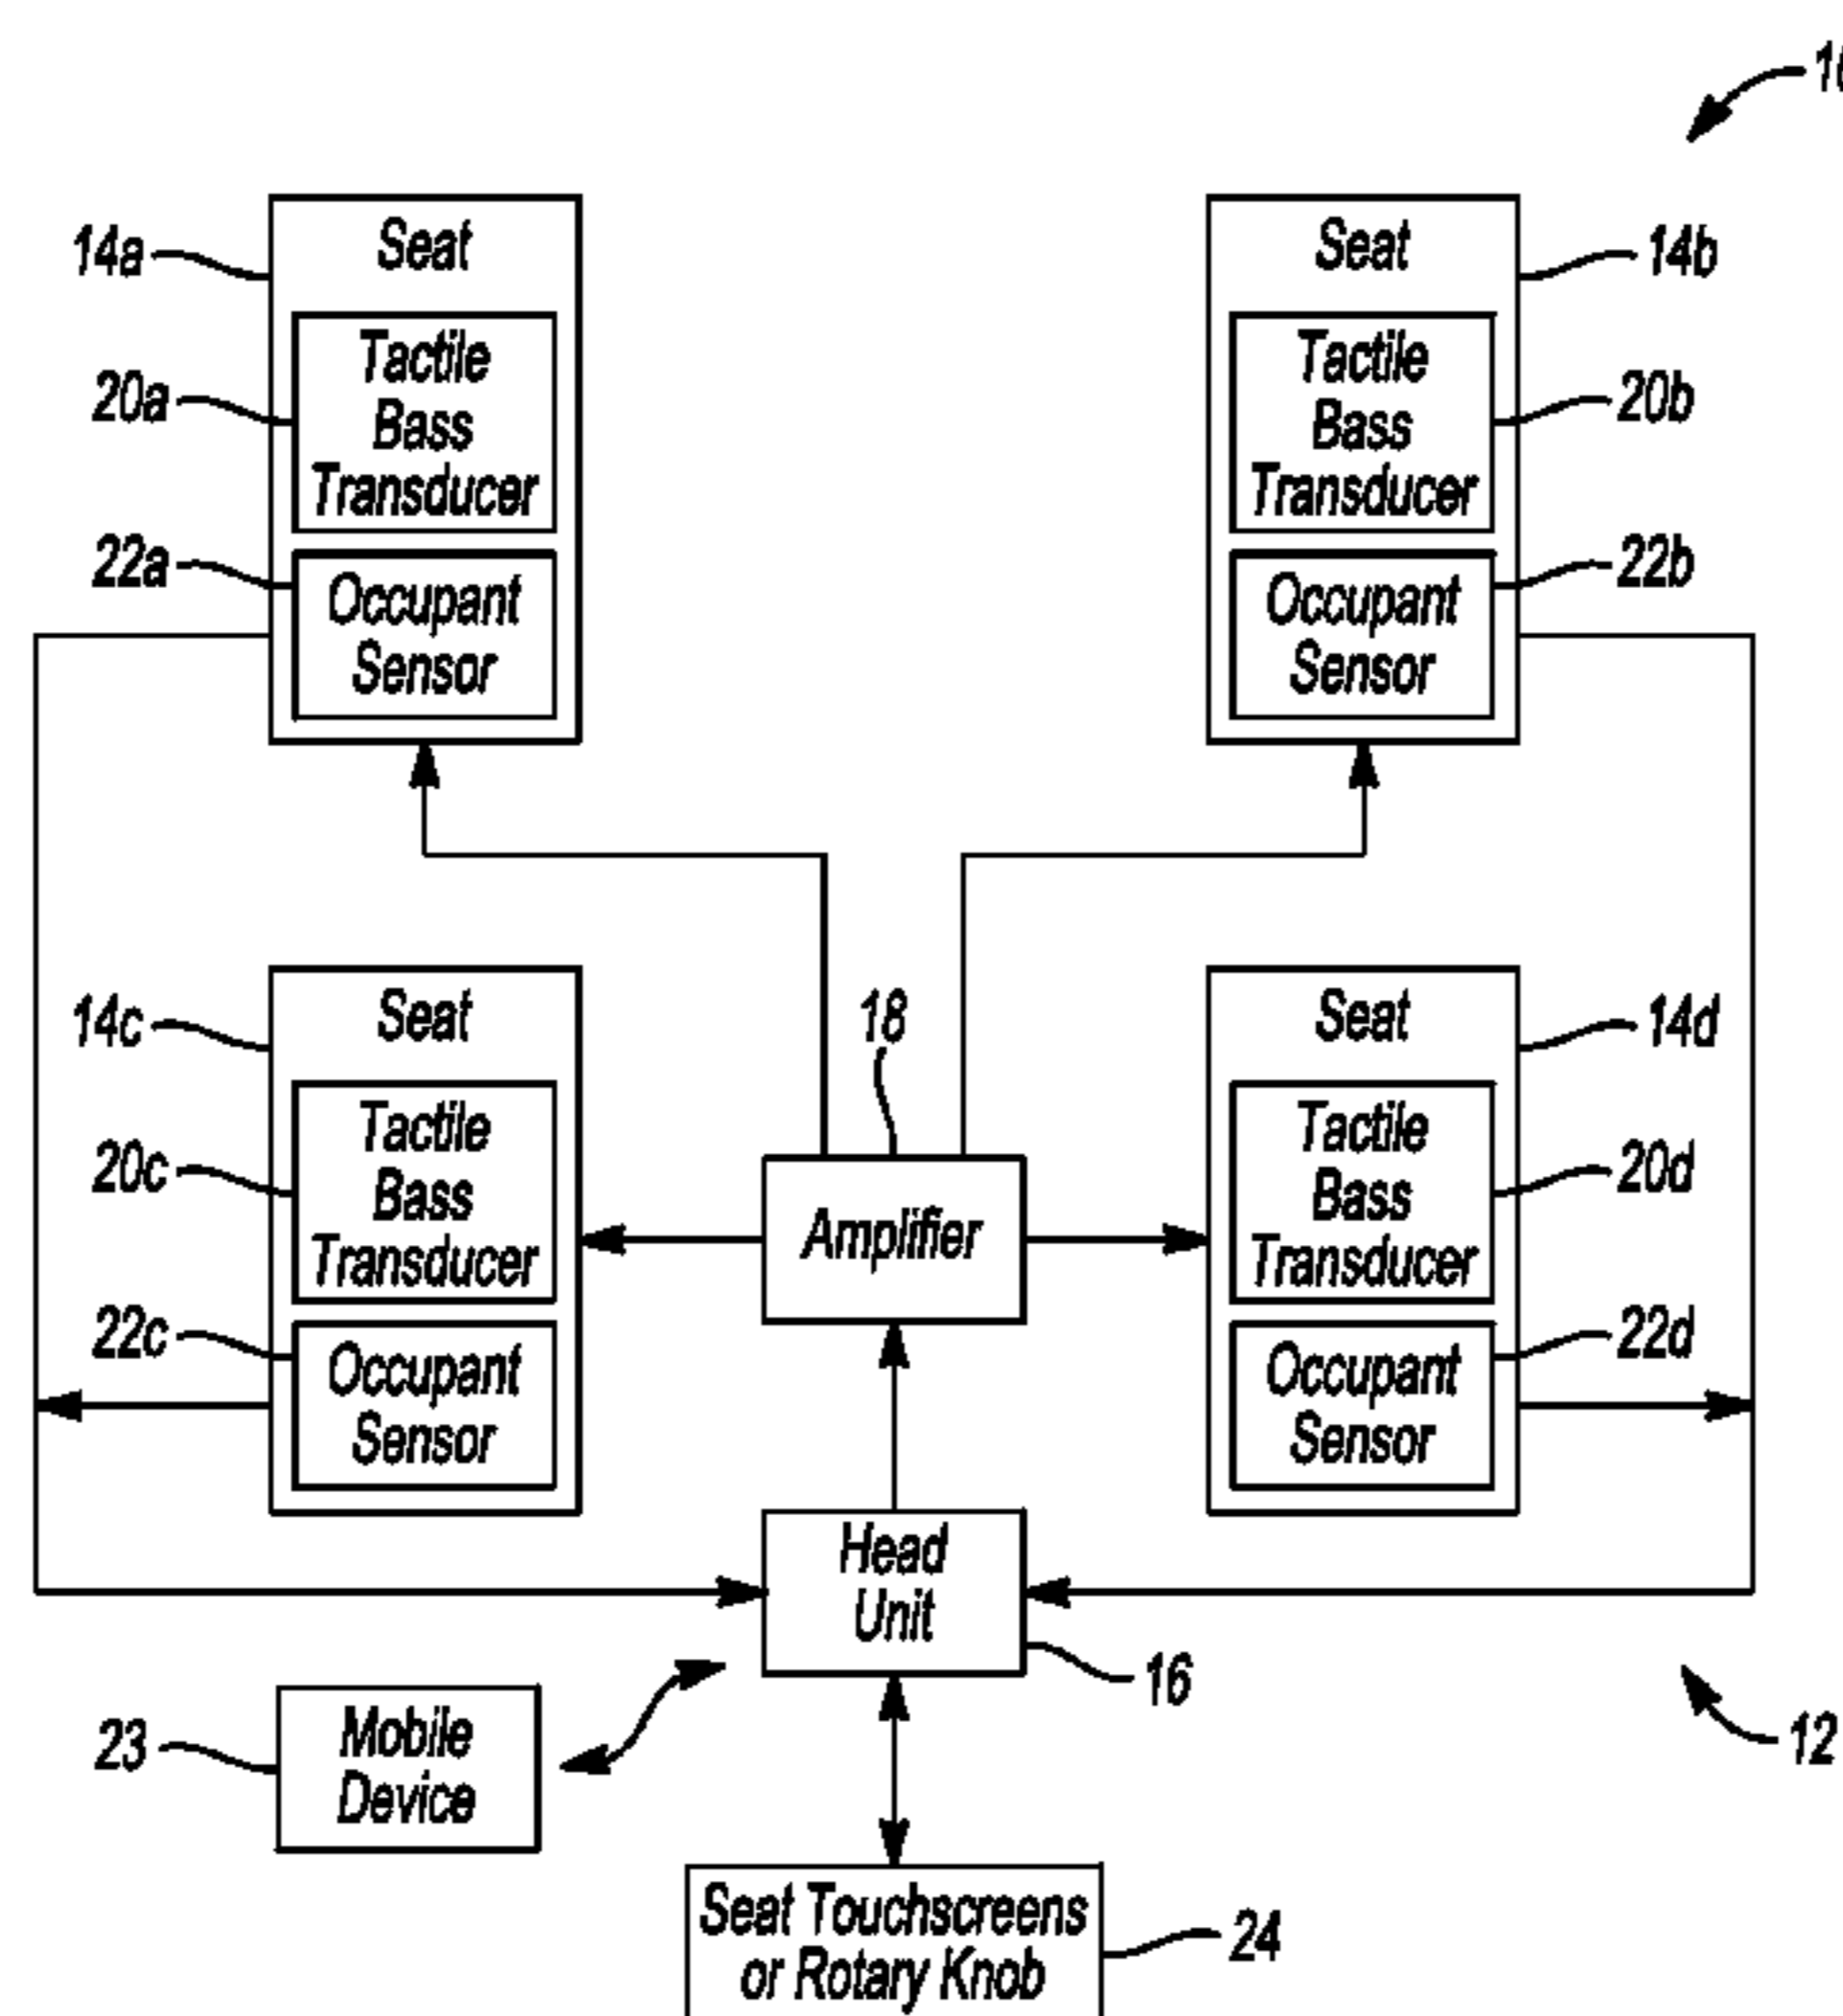 14a
Seat
Tactile
Bass
Transducer
20a
Occupant
Sensor
22a
Seat
14b
Tactile
Bass
Transducer
20b
Occupant
Sensor
22b
14c
Seat
Tactile
Bass
Transducer
20c
Occupant
Sensor
22c
18
Amplifier
Seat
14d
Tactile
Bass
Transducer
20d
Occupant
Sensor
22d
Head
Unit
16
12
23
Mobile
Device
Seat Touchscreens
or Rotary Knob
24